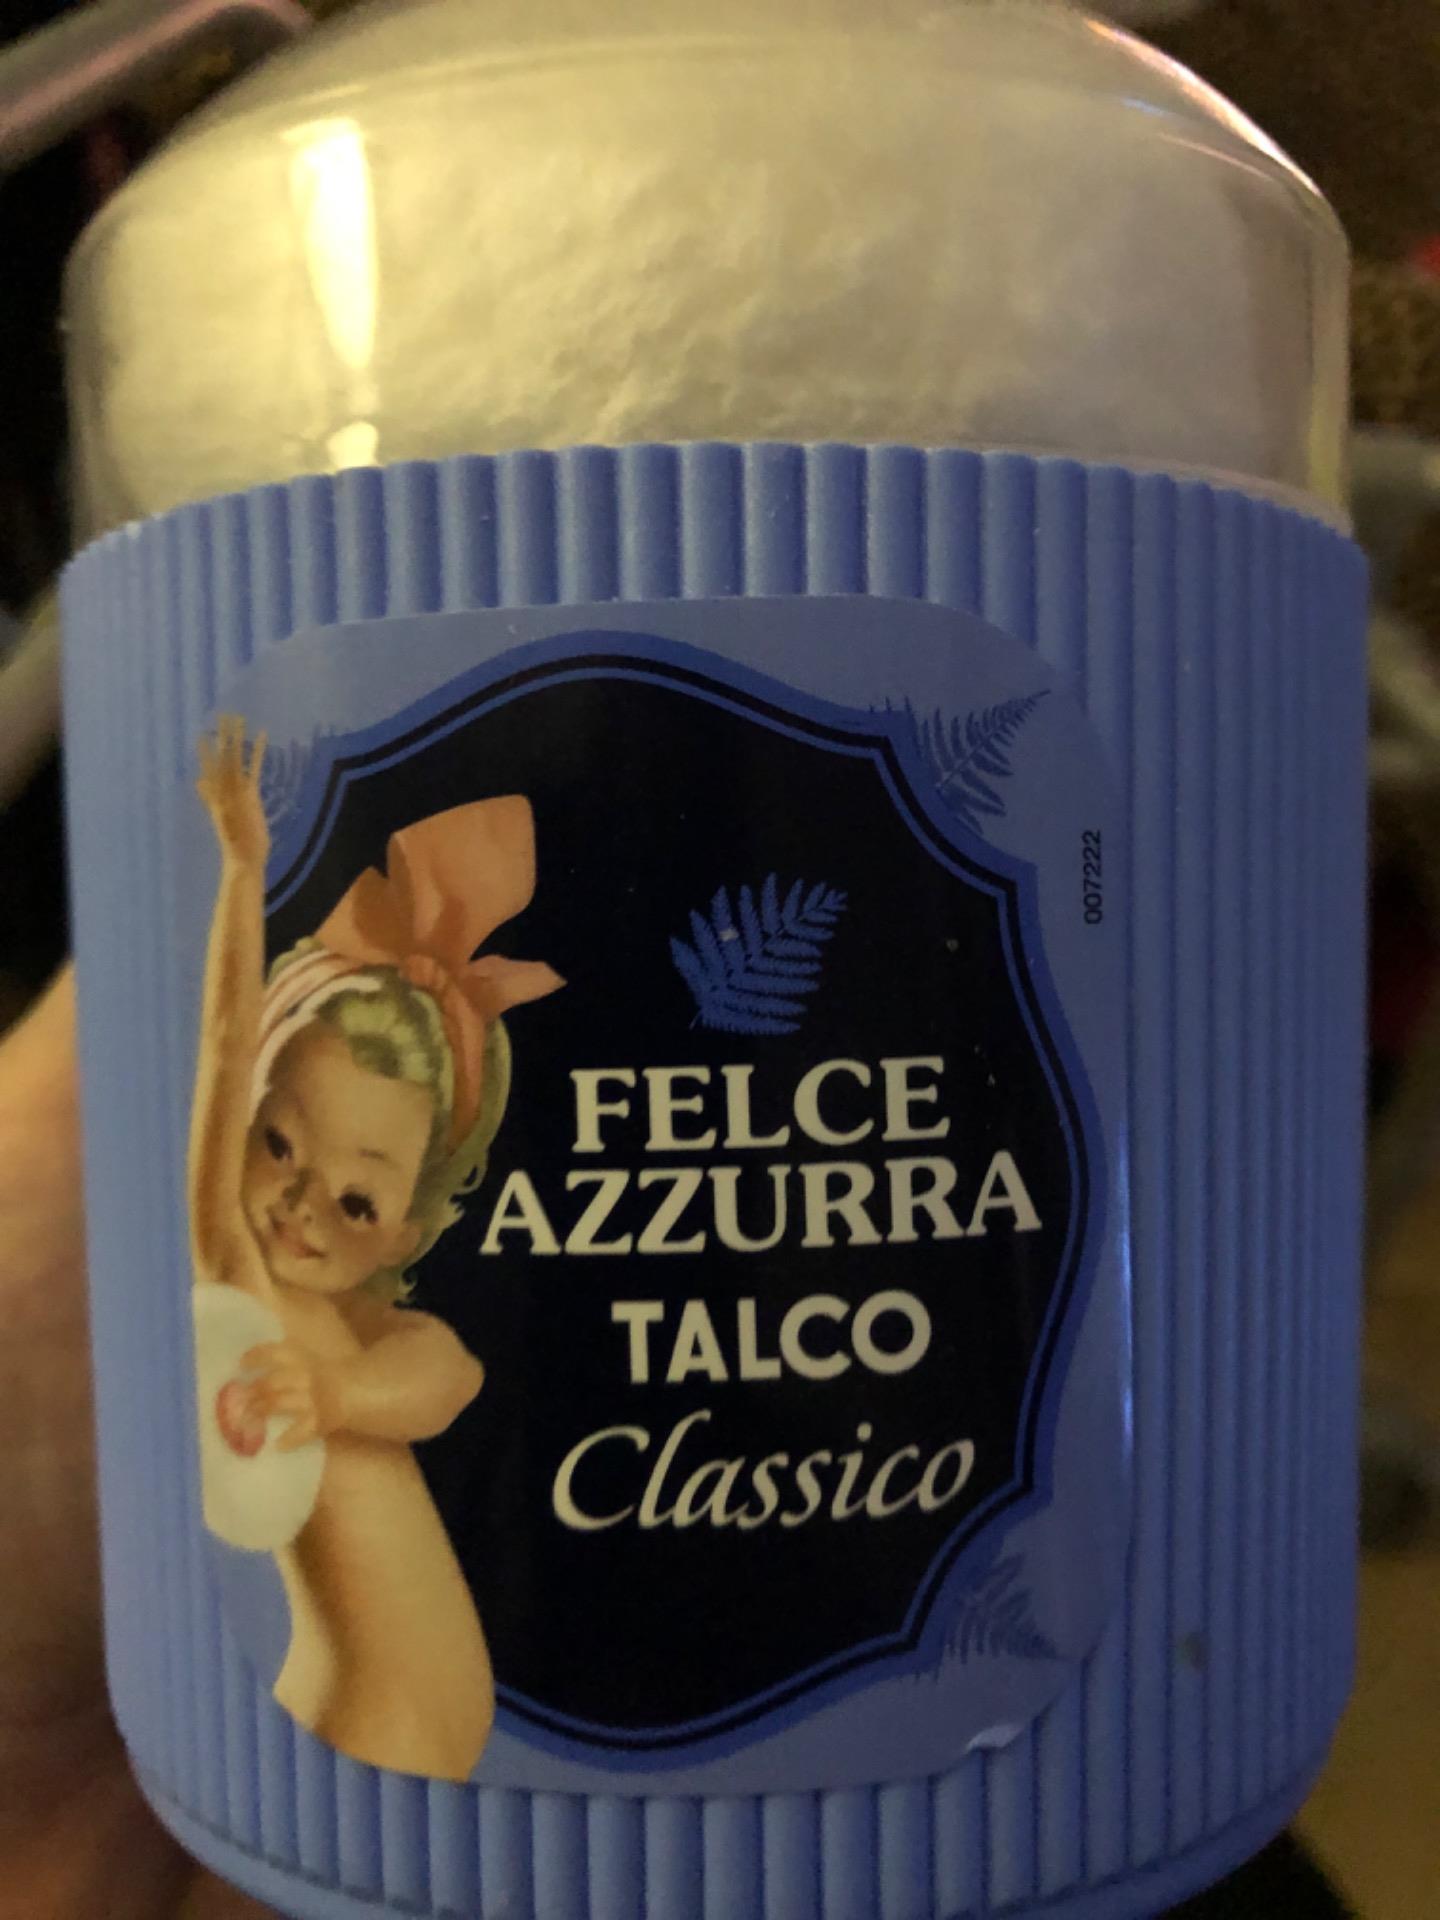 FELCE
AZZURRA
TALCO
Classico
007222